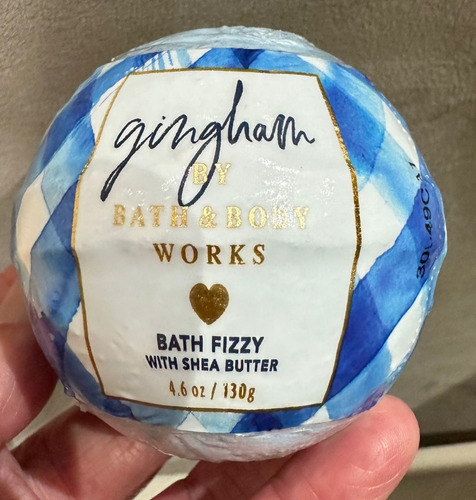 gingham
BY
BATH & BODY
WORKS
BATH FIZZY
WITH SHEA BUTTER
4.6 oz / 130g